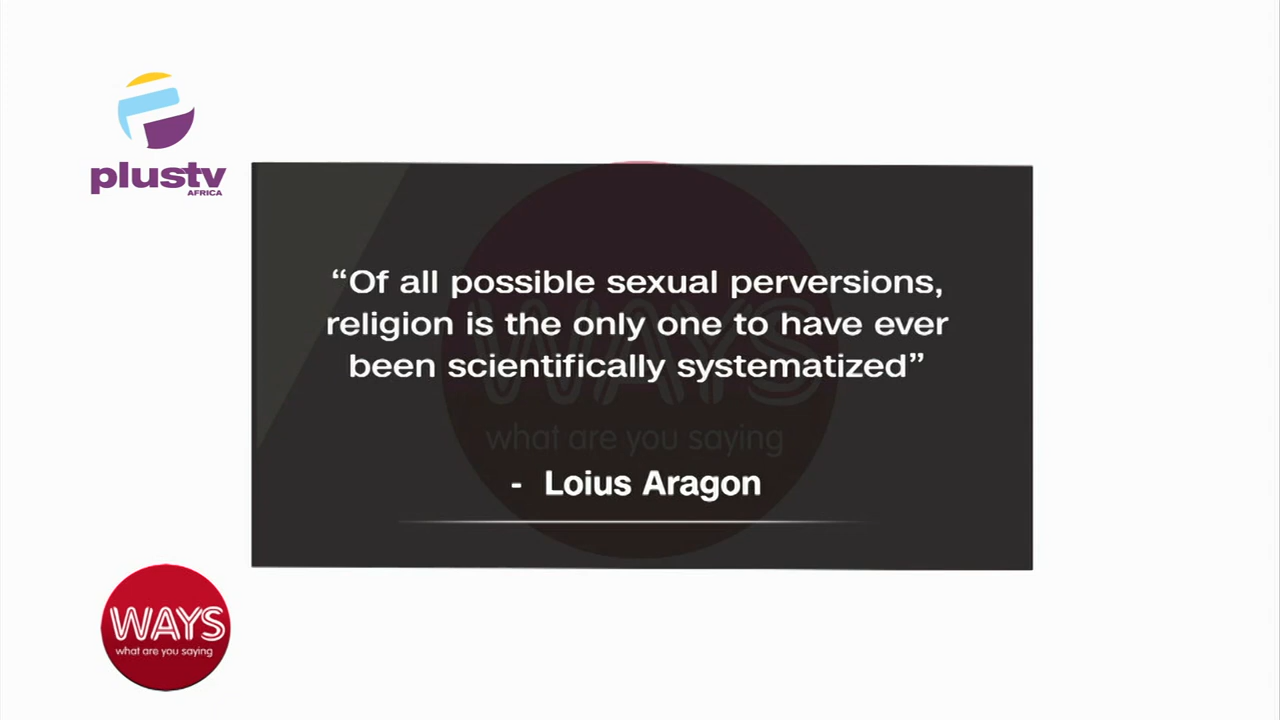 plustv
AFRICA
“Of all possible sexual perversions,
religion is the only one to have ever
been scientifically systematized”
WAYS
what are you saying
- Loius Aragon
WAYS
what are you saying